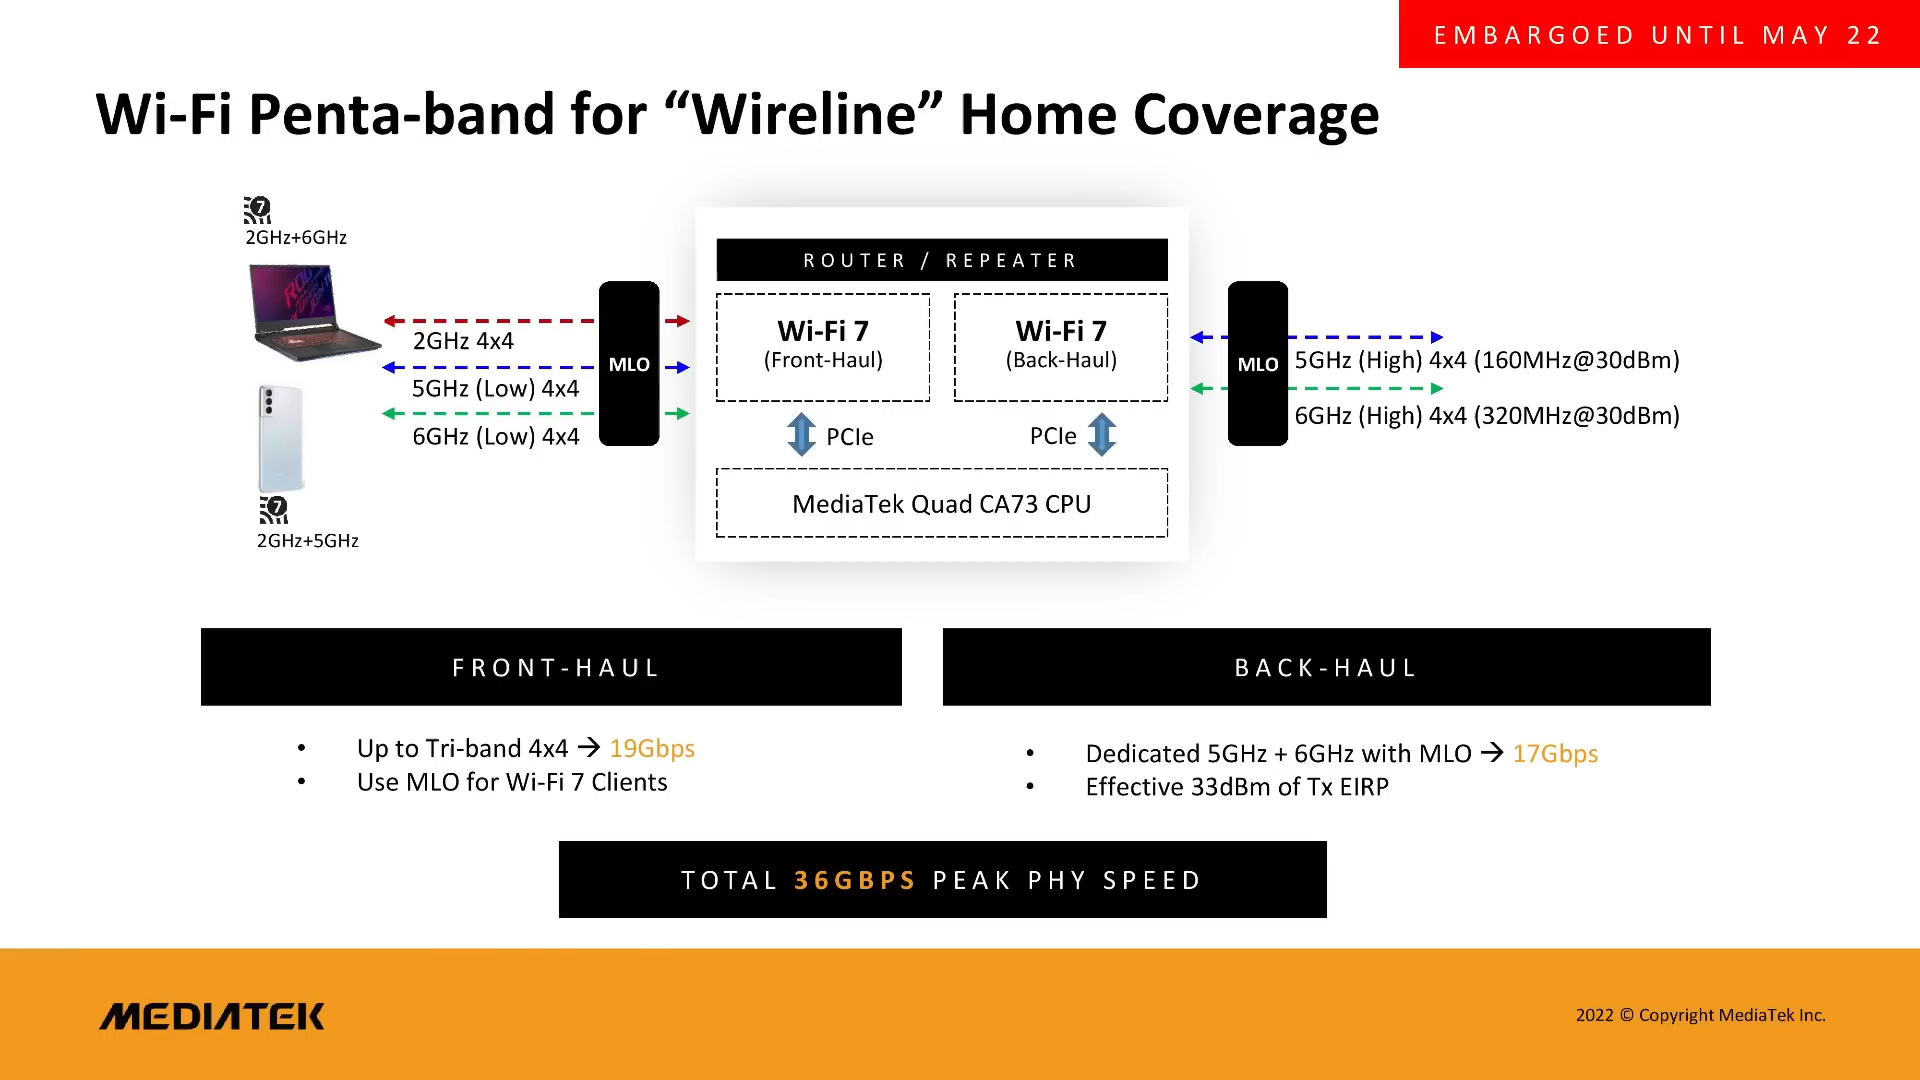 EMBARGOED UNTIL MAY 22
Wi-Fi Penta-band for “Wireline” Home Coverage
7
2GHz+6GHz
2GHz 4x4
5GHz (Low) 4x4
6GHz (Low) 4x4
7
2GHz+5GHz
MLO
ROUTER / REPEATER
Wi-Fi 7
(Front-Haul)
Wi-Fi 7
(Back-Haul)
PCIe
PCIe
MediaTek Quad CA73 CPU
MLO
5GHz (High) 4x4 (160MHz@30dBm)
6GHz (High) 4x4 (320MHz@30dBm)
FRONT-HAUL
• Up to Tri-band 4x4 → 19Gbps
• Use MLO for Wi-Fi 7 Clients
BACK-HAUL
• Dedicated 5GHz + 6GHz with MLO → 17Gbps
• Effective 33dBm of Tx EIRP
TOTAL 36GBPS PEAK PHY SPEED
MEDIATEK
2022 © Copyright MediaTek Inc.